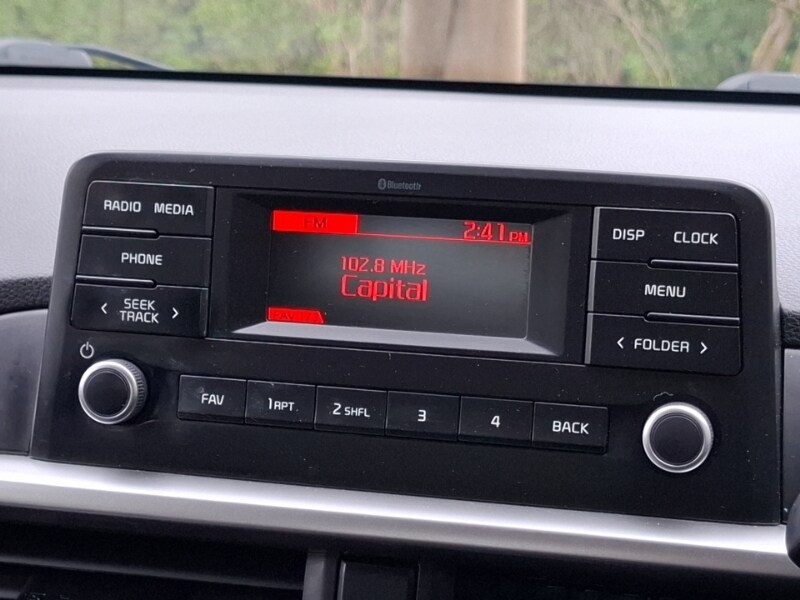 Bluetooth
RADIO MEDIA
PHONE
< SEEK TRACK >
FM 2:41 PM
102.8 MHz
Capital
DISP CLOCK
MENU
< FOLDER >
FAV 1 RPT 2 SHFL 3 4 BACK